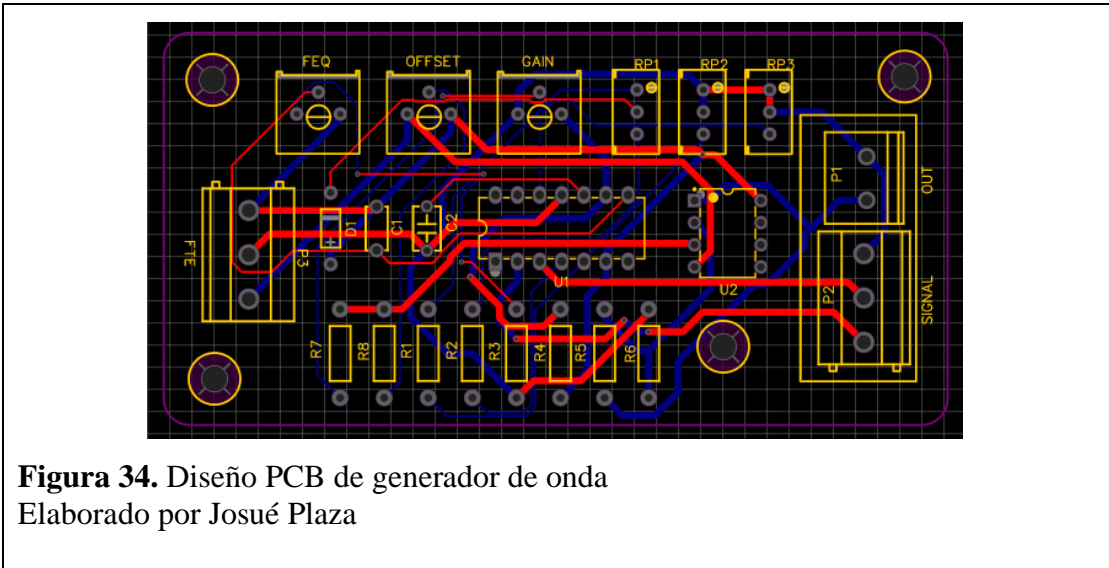 FEQ OFFSET GAIN RP1 RP2 RP3
P1 OUT
FTE P3 D1 C1 C2
U1 U2 P2 SIGNAL
R7 R8 R1 R2 R3 R4 R5 R6
Figura 34. Diseño PCB de generador de onda
Elaborado por Josué Plaza